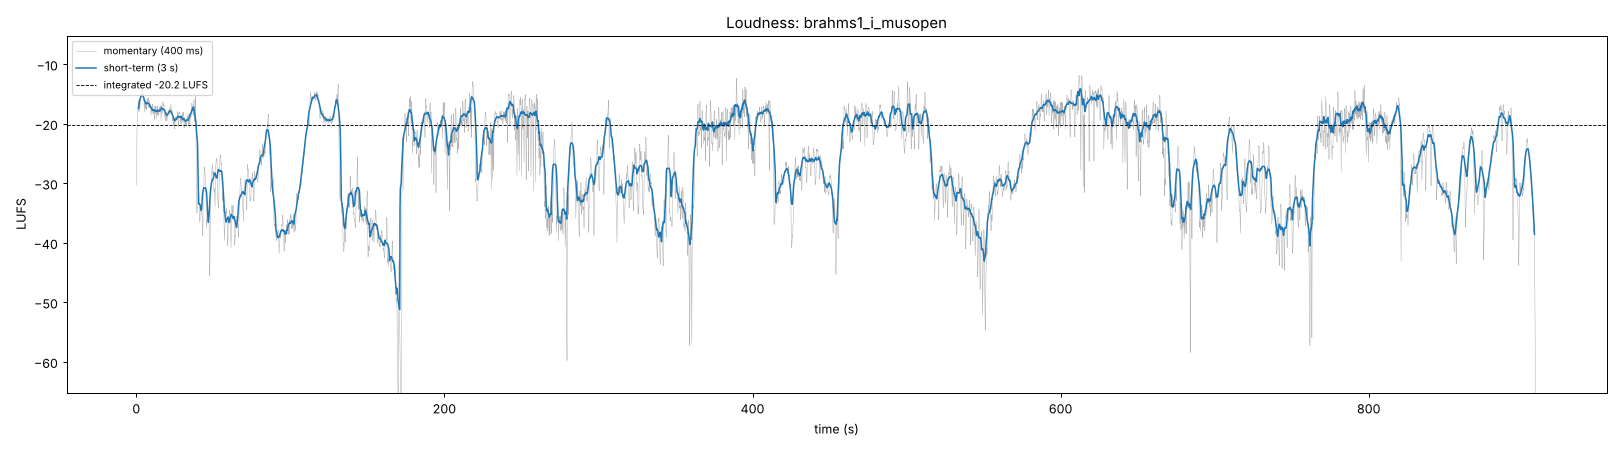 Loudness: brahms1_i_musopen
momentary (400 ms)
short-term (3 s)
integrated -20.2 LUFS
−10
−20
−30
−40
−50
−60
LUFS
0
200
400
600
800
time (s)